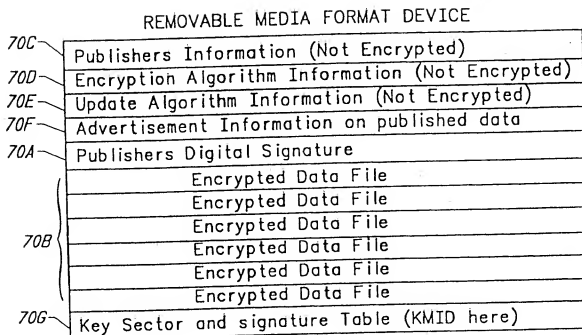 REMOVABLE MEDIA FORMAT DEVICE
70C Publishers Information (Not Encrypted)
70D Encryption Algorithm Information (Not Encrypted)
70E Update Algorithm Information (Not Encrypted)
70F Advertisement Information on published data
70A Publishers Digital Signature
Encrypted Data File
Encrypted Data File
Encrypted Data File
70B Encrypted Data File
Encrypted Data File
Encrypted Data File
70G Key Sector and signature Table (KMID here)